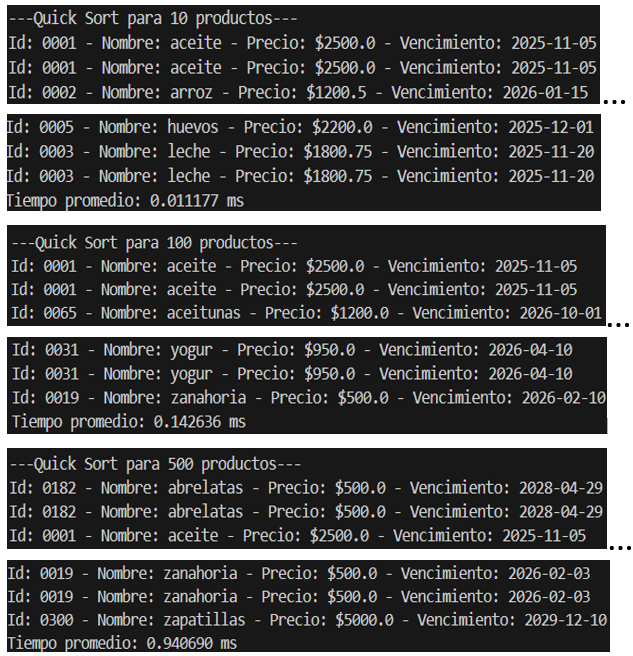 ---Quick Sort para 10 productos---
Id: 0001 - Nombre: aceite - Precio: $2500.0 - Vencimiento: 2025-11-05
Id: 0001 - Nombre: aceite - Precio: $2500.0 - Vencimiento: 2025-11-05
Id: 0002 - Nombre: arroz - Precio: $1200.5 - Vencimiento: 2026-01-15 ...
Id: 0005 - Nombre: huevos - Precio: $2200.0 - Vencimiento: 2025-12-01
Id: 0003 - Nombre: leche - Precio: $1800.75 - Vencimiento: 2025-11-20
Id: 0003 - Nombre: leche - Precio: $1800.75 - Vencimiento: 2025-11-20
Tiempo promedio: 0.011177 ms
---Quick Sort para 100 productos---
Id: 0001 - Nombre: aceite - Precio: $2500.0 - Vencimiento: 2025-11-05
Id: 0001 - Nombre: aceite - Precio: $2500.0 - Vencimiento: 2025-11-05
Id: 0065 - Nombre: aceitunas - Precio: $1200.0 - Vencimiento: 2026-10-01 ...
Id: 0031 - Nombre: yogur - Precio: $950.0 - Vencimiento: 2026-04-10
Id: 0031 - Nombre: yogur - Precio: $950.0 - Vencimiento: 2026-04-10
Id: 0019 - Nombre: zanahoria - Precio: $500.0 - Vencimiento: 2026-02-10
Tiempo promedio: 0.142636 ms
---Quick Sort para 500 productos---
Id: 0182 - Nombre: abrelatas - Precio: $500.0 - Vencimiento: 2028-04-29
Id: 0182 - Nombre: abrelatas - Precio: $500.0 - Vencimiento: 2028-04-29
Id: 0001 - Nombre: aceite - Precio: $2500.0 - Vencimiento: 2025-11-05 ...
Id: 0019 - Nombre: zanahoria - Precio: $500.0 - Vencimiento: 2026-02-03
Id: 0019 - Nombre: zanahoria - Precio: $500.0 - Vencimiento: 2026-02-03
Id: 0300 - Nombre: zapatillas - Precio: $5000.0 - Vencimiento: 2029-12-10
Tiempo promedio: 0.940690 ms